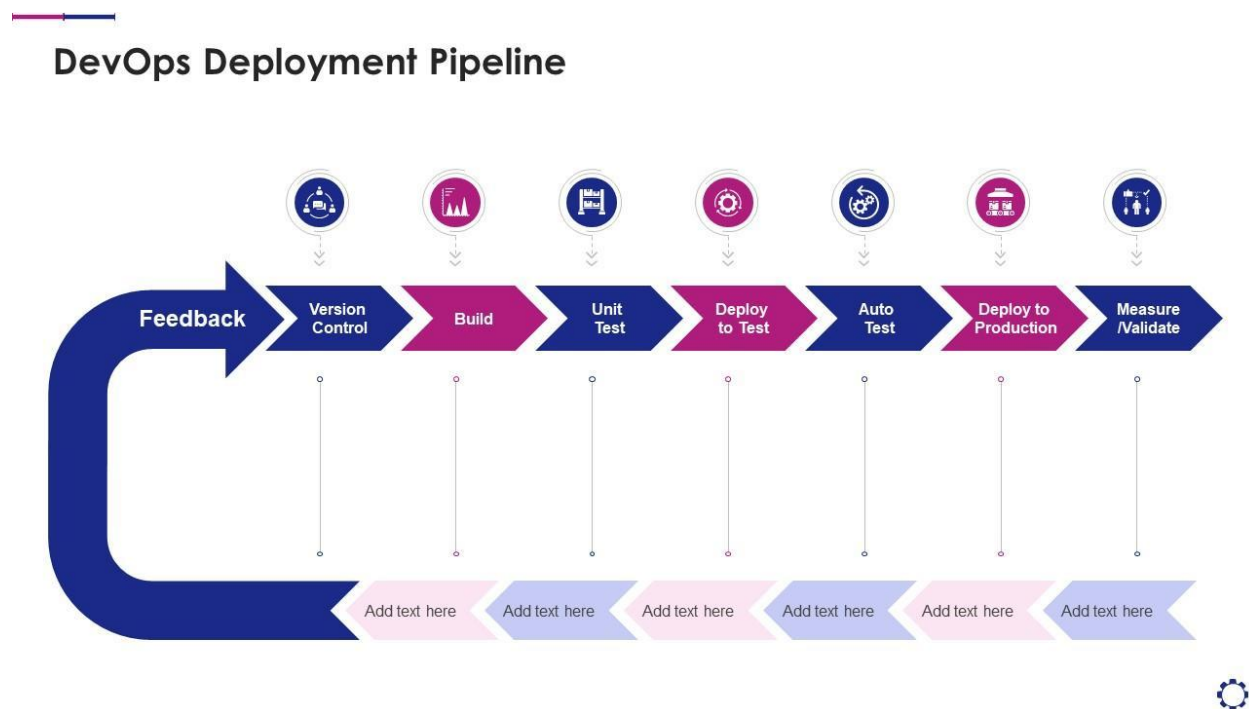 DevOps Deployment Pipeline
Feedback
Version
Control
Build
Unit
Test
Deploy
to Test
Auto
Test
Deploy to
Production
Measure
/Validate
Add text here
Add text here
Add text here
Add text here
Add text here
Add text here